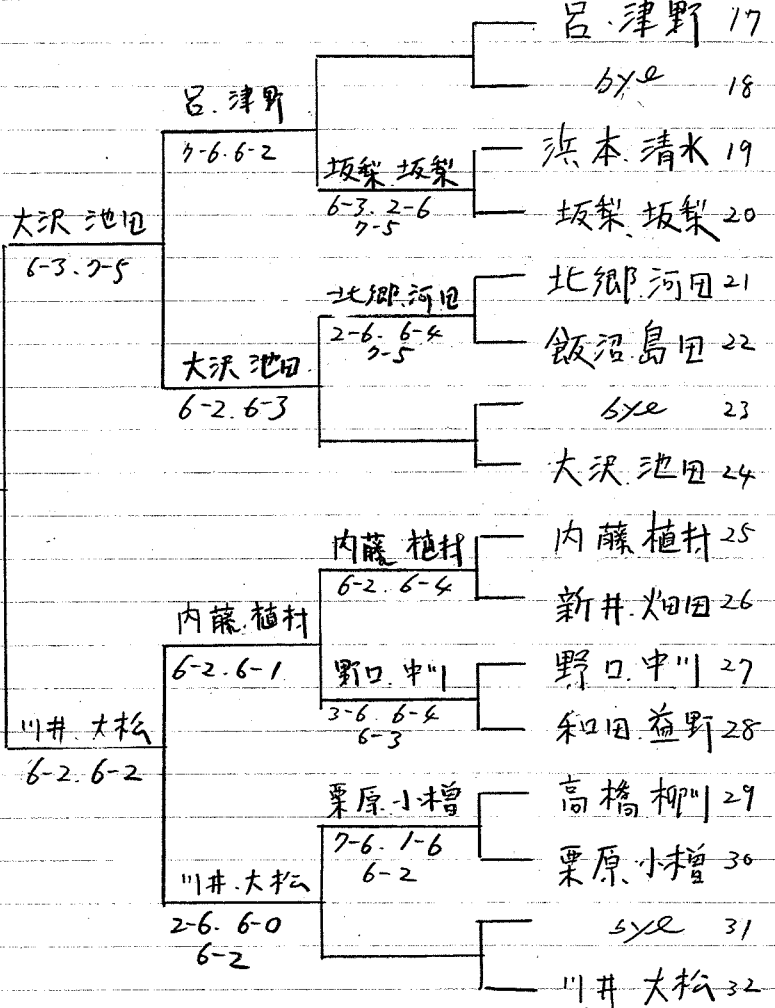 呂.津野 17
bye 18
呂.津野
7-6.6-2
浜本.清水 19
坂梨.坂梨
6-3.2-6
7-5
坂梨.坂梨 20
大沢 池田
6-3.7-5
北郷.河田 21
北郷.河田
2-6.6-4
7-5
飯沼.島田 22
大沢 池田
6-2.6-3
bye 23
大沢.池田 24
内藤 植村 25
内藤 植村
6-2.6-4
新井.畑田 26
内藤.植村
6-2.6-1
野口.中川 27
野口.中川
3-6.6-4
6-3
和田.益野 28
川井.大松
6-2.6-2
高橋 柳川 29
栗原.小檜
7-6.1-6
6-2
栗原.小檜 30
川井.大松
2-6.6-0
6-2
bye 31
川井 大松 32